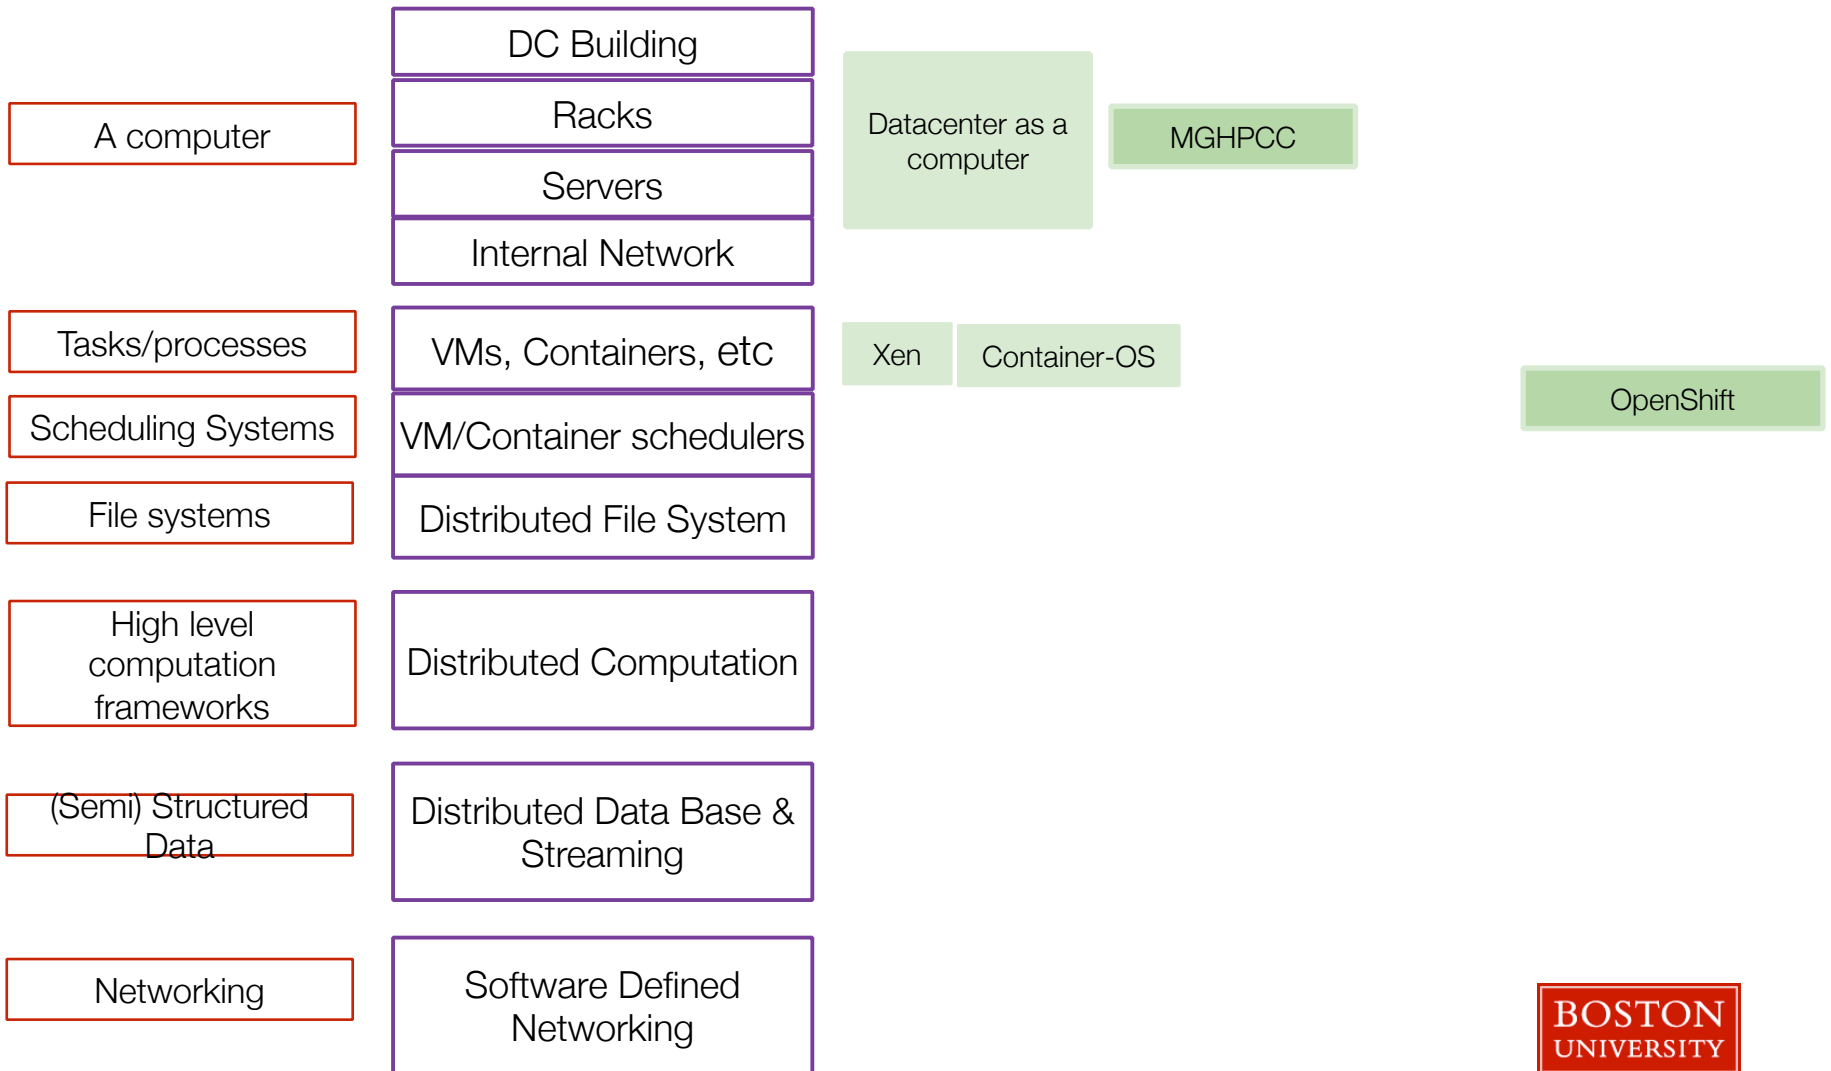 DC Building
Racks
A computer
Servers
Internal Network
Datacenter as a
computer
MGHPCC
Tasks/processes
VMs, Containers, etc
Xen
Container-OS
OpenShift
Scheduling Systems
VM/Container schedulers
File systems
Distributed File System
High level
computation
frameworks
Distributed Computation
(Semi) Structured
Data
Distributed Data Base &
Streaming
Networking
Software Defined
Networking
BOSTON
UNIVERSITY